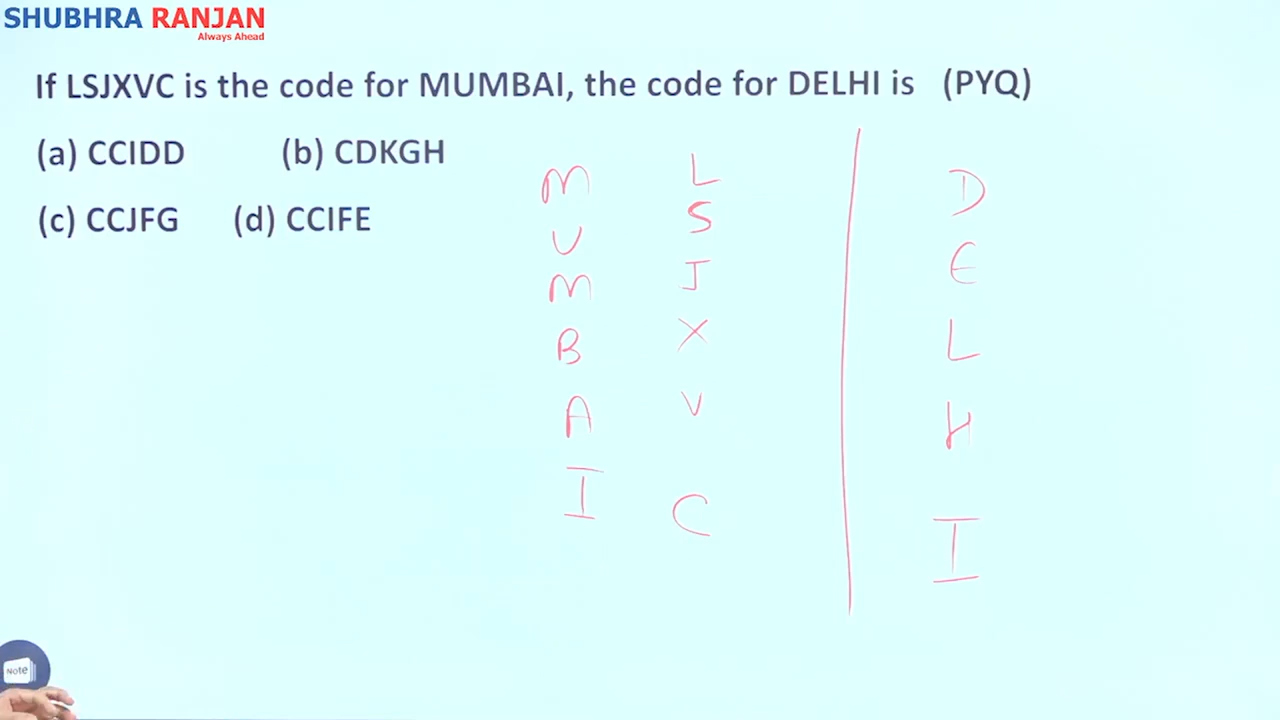 SHUBHRA RANJAN
Always Ahead
If LSJXVC is the code for MUMBAI, the code for DELHI is (PYQ)
(a) CCIDD (b) CDKGH
(c) CCJFG (d) CCIFE
M L D
U S E
M J L
B X H
A V I
I C
Note